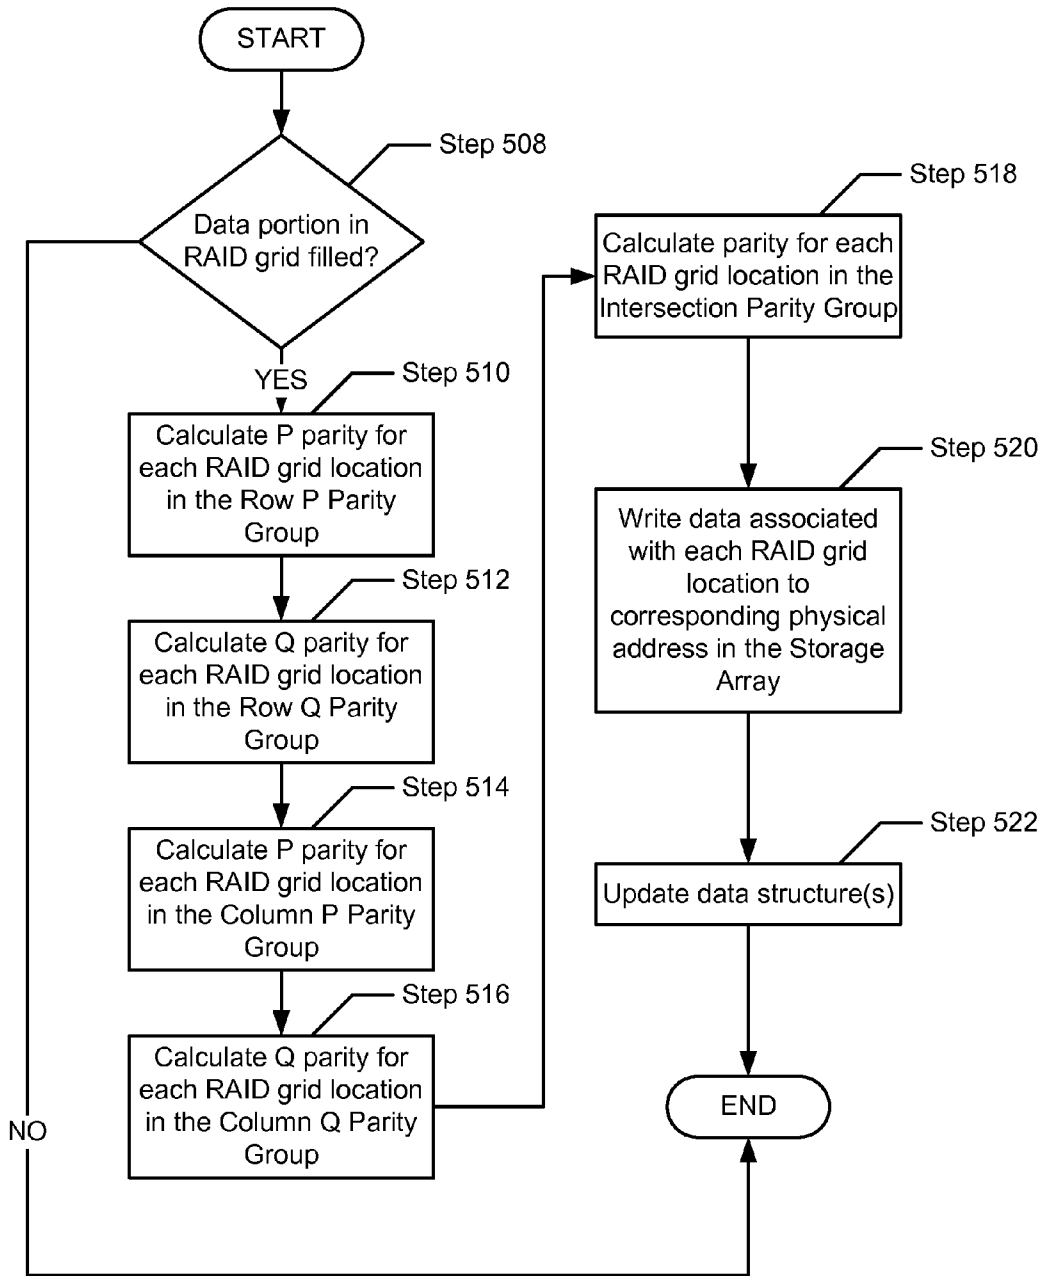 START
Step 508
Data portion in
RAID grid filled?
YES
Step 510
Calculate P parity for
each RAID grid location
in the Row P Parity
Group
Step 512
Calculate Q parity for
each RAID grid location
in the Row Q Parity
Group
Step 514
Calculate P parity for
each RAID grid location
in the Column P Parity
Group
Step 516
Calculate Q parity for
each RAID grid location
in the Column Q Parity
Group
NO
Step 518
Calculate parity for each
RAID grid location in the
Intersection Parity Group
Step 520
Write data associated
with each RAID grid
location to
corresponding physical
address in the Storage
Array
Step 522
Update data structure(s)
END